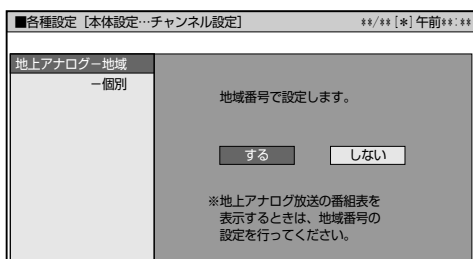 ■各種設定［本体設定…チャンネル設定］ **/**[*]午前**:**
地上アナログー地域
ー個別
地域番号で設定します。
する しない
※地上アナログ放送の番組表を
表示するときは、地域番号の
設定を行ってください。